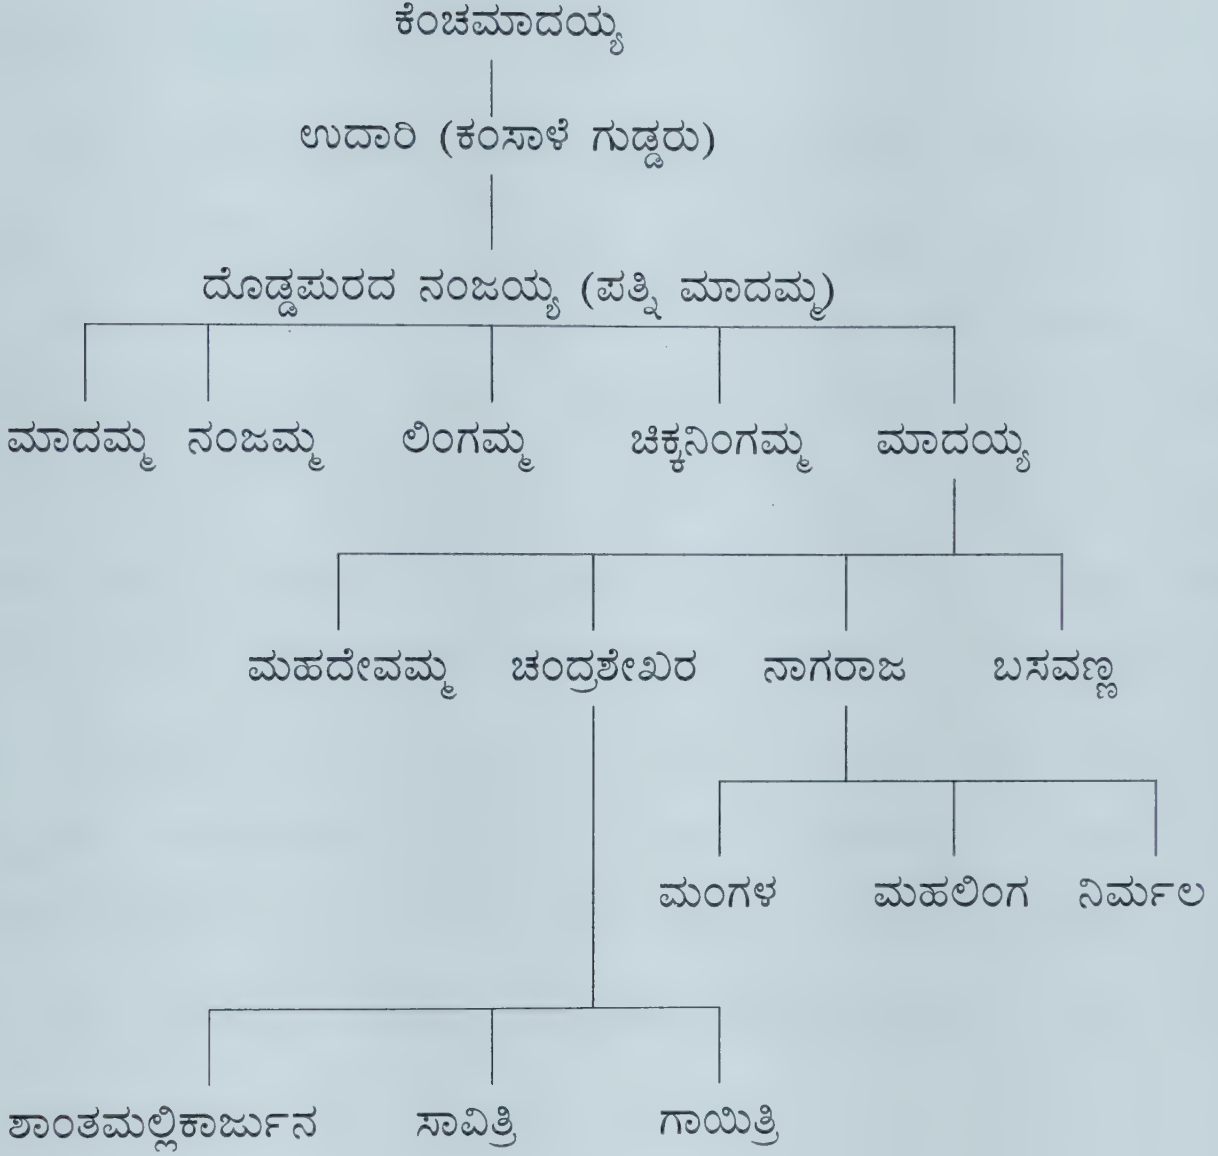 ಕೆಂಚಮಾದಯ್ಯ
ಉದಾರಿ (ಕಂಸಾಳೆ ಗುಡ್ಡರು)
ದೊಡ್ಡಪುರದ ನಂಜಯ್ಯ (ಪತ್ನಿ ಮಾದಮ್ಮ)
ಮಾದಮ್ಮ ನಂಜಮ್ಮ ಲಿಂಗಮ್ಮ ಚಿಕ್ಕನಿಂಗಮ್ಮ ಮಾದಯ್ಯ
ಮಹದೇವಮ್ಮ ಚಂದ್ರಶೇಖರ ನಾಗರಾಜ ಬಸವಣ್ಣ
ಮಂಗಳ ಮಹಲಿಂಗ ನಿರ್ಮಲ
ಶಾಂತಮಲ್ಲಿಕಾರ್ಜುನ ಸಾವಿತ್ರಿ ಗಾಯಿತ್ರಿ